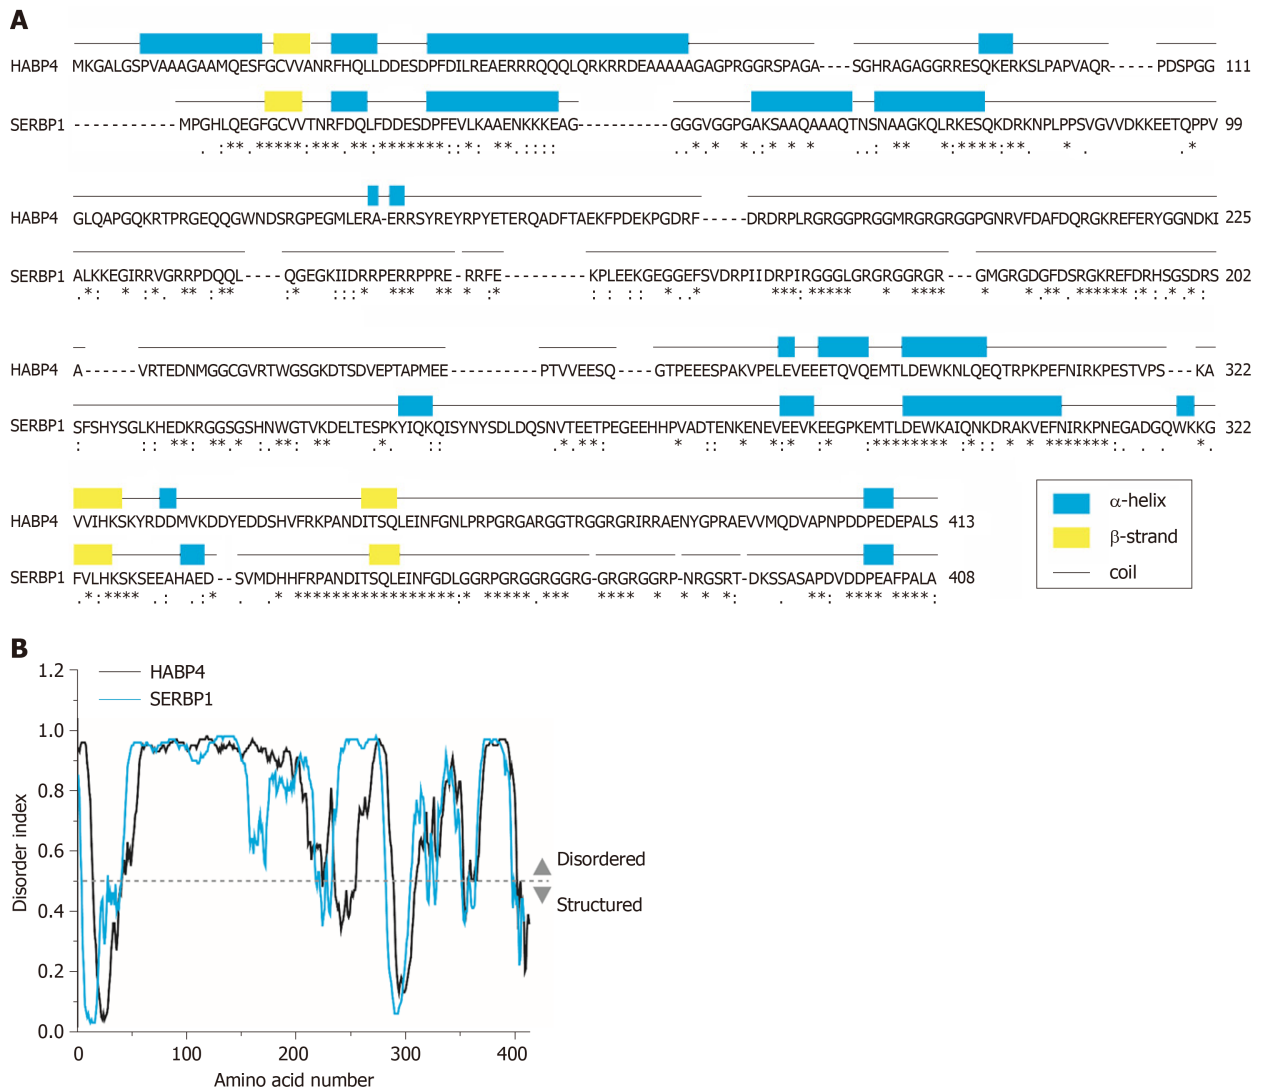 A
HABP4 MKGALGSPVAAAGAAMQESFGCVVANRFHQLLDDESDPFDILREAERRRQQQLQRKRRDEAAAAAGAGPRGGRSPAGA----SGHRAGAGGRRESQKERKSLPAPVAQR-----PDSPGG 111
SERBP1 -----------MPGHLQEGFGCVVTNRFDQLFDDESDPFEVLKAAENKKKEAG----------GGGVGGPGAKSAAQAAAQTNSNAAGKQLRKESQKDRKNPLPPSVGVVDKKEETQPPV 99
. :** ***** *** ** ******** :: * ** .:::: ..* * .: * * * ..: ** *:*****:**. * . .*
HABP4 GLQAPGQKRTPRGEQQGWNDSRGPEGMLERA-ERRSYREYRPYETERQADFTAEKFPDEKPGDRF-----DRDRPLRGRGGPRGGMRGRGRGGPGNRVFDAFDQRGKREFERYGGNDKI 225
SERBP1 ALKKEGIRRVGRRPDQQL----QGEGKIIDRRPERRPPRE-RRFE---------KPLEEKGEGGEFSVDRPIIDRPIRGGGLGRGRGGRGR---GMGRGDGFDSRGKREFDRHSGSDRS 202
.*: * :*. ** :** :* :::* *** * *:* : : :: *..* ***:**** * **** * * .** ******:*: *.*: 
HABP4 A------VRTEDNMGGCGVRTWGSGKDTSDVEPTAPMEE----------PTVVEESQ----GTPEEESPAKVPELEVEEETQVQEMTLDEWKNLQEQTRPKPEFNIRKPESTVPS---KA 322
SERBP1 SFSHYSGLKHEDKRGGSGSHNWGTVKDELTESPKYIQKQISYNYSDLDQSNVTEETPEGEEHHPVADTENKENEVEEVKEEGPKEMTLDEWKAIQNKDRAKVEFNIRKPNEGADGQWKKG 322
: :: ** **.* :.**: ** * :: .*.**: * :: * *:**: * ******** :*:: * * *********: . . *.
HABP4 VVIHKSKYRDDMVKDDYEDDSHVFRKPANDITSQLEINFGNLPRPGRGARGGTRGGRGRIRRAENYGPRAEVVMQDVAPNPDDPEDEPALS 413
SERBP1 FVLHKSKSEEAHAED--SVMDHHFRPANDITSQLEINFGDLGGRPGRGGRGGRG-GRGRGGRP-NRGSRT-DKSSASAPDVDDPEAFPALA 408
.*:**** .: .:* . * **********************:* **** *** **** * * * *: . **: **** ****:
α-helix
β-strand
coil
B
HABP4
SERBP1
1.2
1.0
0.8
0.6
0.4
0.2
0.0
Disorder index
Disordered
Structured
0 100 200 300 400
Amino acid number